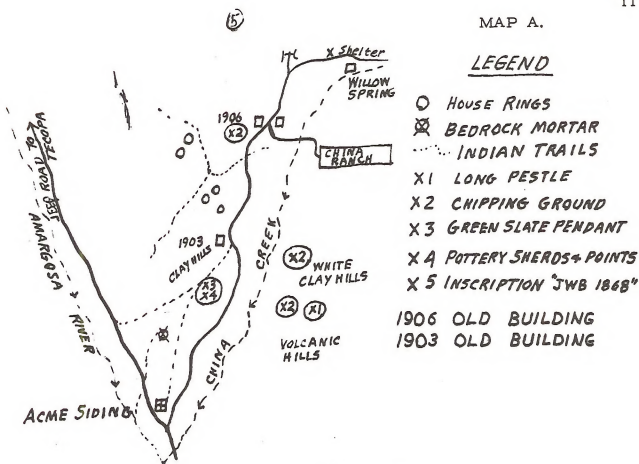 11
MAP A.
LEGEND
HOUSE RINGS
BEDROCK MORTAR
INDIAN TRAILS
X1 LONG PESTLE
X2 CHIPPING GROUND
X3 GREEN SLATE PENDANT
X4 POTTERY SHERDS & POINTS
X5 INSCRIPTION "JWB 1868"
1906 OLD BUILDING
1903 OLD BUILDING
5
X Shelter
WILLOW
SPRING
1906
X2
CHINA
RANCH
ROAD TO
TECOPA
AMARGOSA
RIVER
1903
CLAY HILLS
X3
X4
CHINA CREEK
X2
WHITE
CLAY HILLS
X2
X1
VOLCANIC
HILLS
ACME SIDING